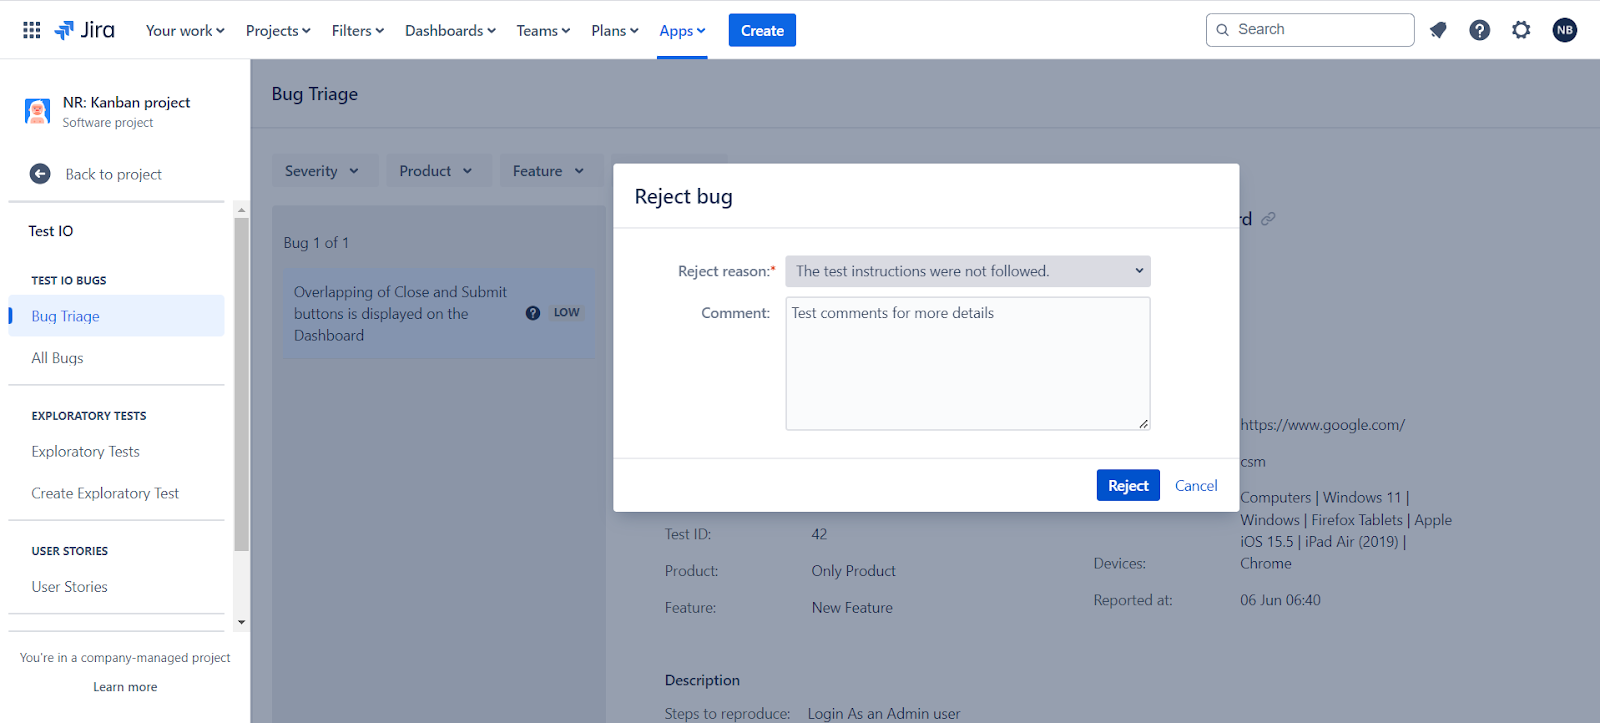 Jira
Your work
Projects
Filters
Dashboards
Teams
Plans
Apps
Create
Search
NB
NR: Kanban project
Software project
Back to project
Test IO
TEST IO BUGS
Bug Triage
All Bugs
EXPLORATORY TESTS
Exploratory Tests
Create Exploratory Test
USER STORIES
User Stories
You're in a company-managed project
Learn more
Bug Triage
Severity
Product
Feature
Bug 1 of 1
Overlapping of Close and Submit
buttons is displayed on the
Dashboard
LOW
Reject bug
Reject reason:*
The test instructions were not followed.
Comment:
Test comments for more details
Reject
Cancel
rd
https://www.google.com/
csm
Computers | Windows 11 |
Windows | Firefox Tablets | Apple
iOS 15.5 | iPad Air (2019) |
Chrome
Test ID:
42
Product:
Only Product
Feature:
New Feature
Devices:
Reported at:
06 Jun 06:40
Description
Steps to reproduce:
Login As an Admin user